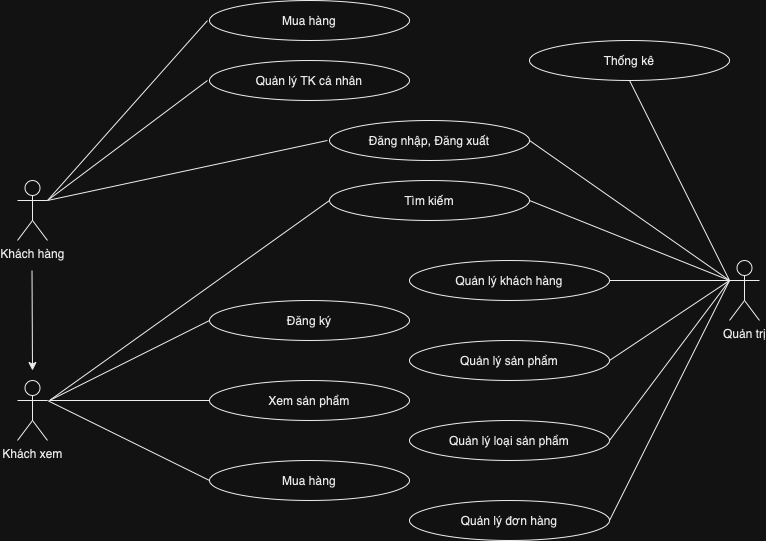 Mua hàng
Quản lý TK cá nhân
Thống kê
Đăng nhập, Đăng xuất
Tìm kiếm
Khách hàng
Quản lý khách hàng
Đăng ký
Quản trị
Quản lý sản phẩm
Xem sản phẩm
Quản lý loại sản phẩm
Khách xem
Mua hàng
Quản lý đơn hàng